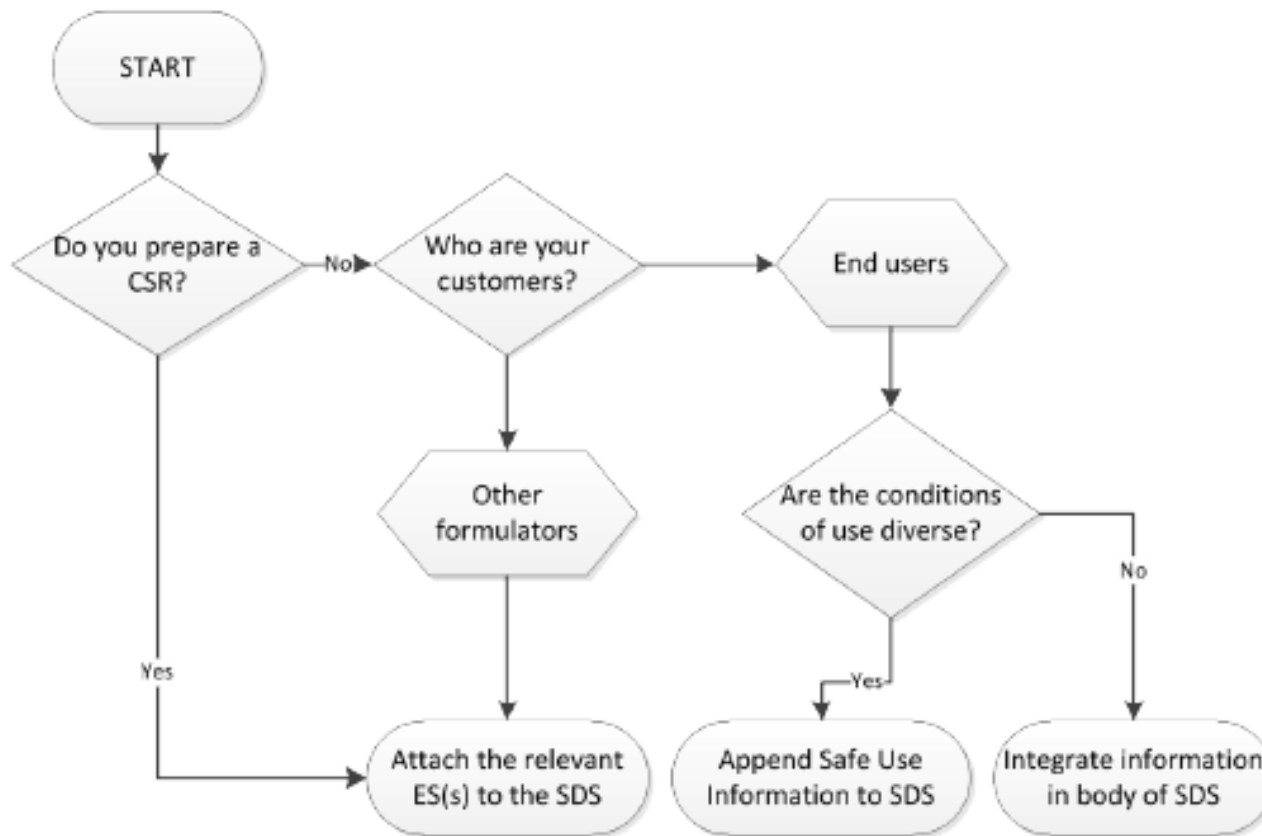 START
Do you prepare a
CSR?
No
Who are your
customers?
End users
Other
formulators
Are the conditions
of use diverse?
No
Yes
Yes
Attach the relevant
ES(s) to the SDS
Append Safe Use
Information to SDS
Integrate information
in body of SDS